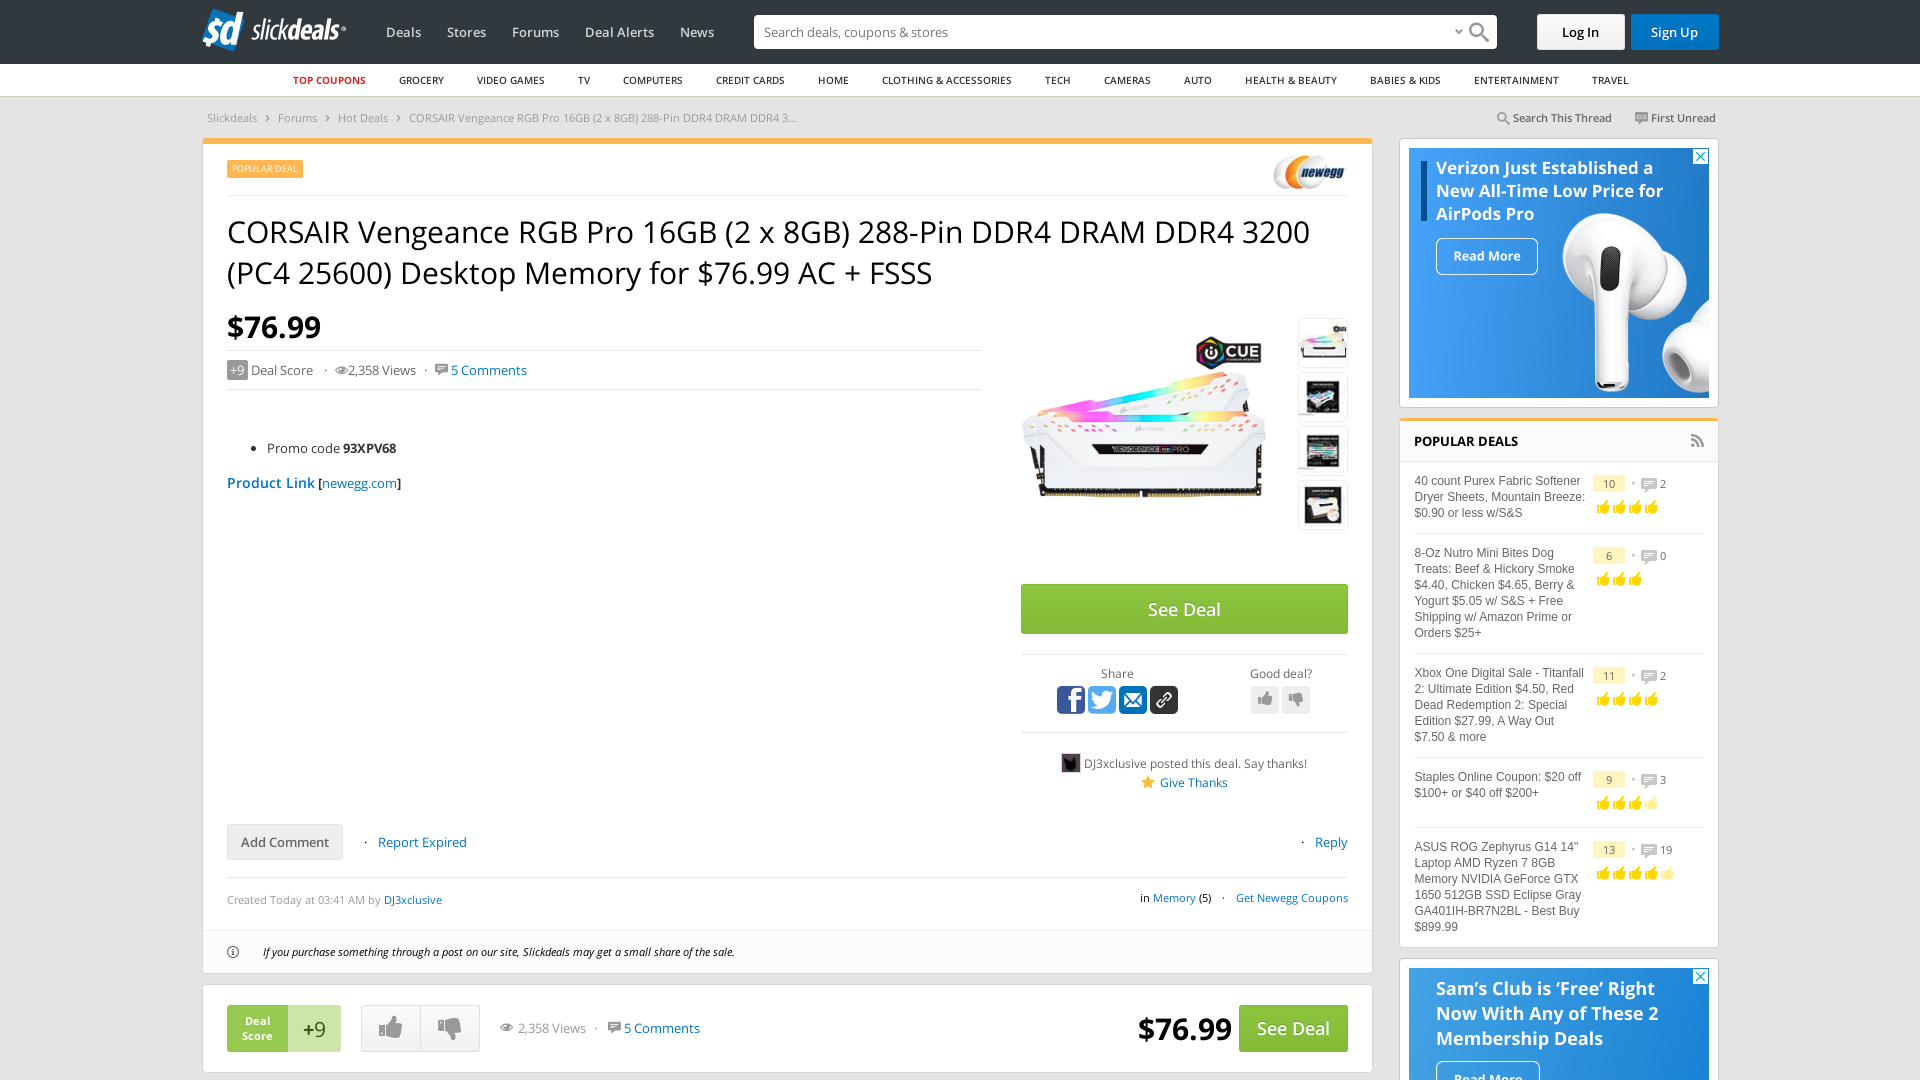 sd slickdeals
Deals
Stores
Forums
Deal Alerts
News
Search deals, coupons & stores
Log In
Sign Up
TOP COUPONS
GROCERY
VIDEO GAMES
TV
COMPUTERS
CREDIT CARDS
HOME
CLOTHING & ACCESSORIES
TECH
CAMERAS
AUTO
HEALTH & BEAUTY
BABIES & KIDS
ENTERTAINMENT
TRAVEL
Slickdeals > Forums > Hot Deals > CORSAIR Vengeance RGB Pro 16GB (2 x 8GB) 288-Pin DDR4 DRAM DDR4 3...
Search This Thread
First Unread
POPULAR DEAL
newegg
CORSAIR Vengeance RGB Pro 16GB (2 x 8GB) 288-Pin DDR4 DRAM DDR4 3200
(PC4 25600) Desktop Memory for $76.99 AC + FSSS
$76.99
+9 Deal Score · 2,358 Views · 5 Comments
• Promo code 93XPV68
Product Link [newegg.com]
iCUE
VENGEANCE RGB PRO
See Deal
Share
Good deal?
DJ3xclusive posted this deal. Say thanks!
Give Thanks
Add Comment · Report Expired
· Reply
Created Today at 03:41 AM by DJ3xclusive
in Memory (5) · Get Newegg Coupons
If you purchase something through a post on our site, Slickdeals may get a small share of the sale.
Deal
Score
+9
2,358 Views · 5 Comments
$76.99
See Deal
Verizon Just Established a
New All-Time Low Price for
AirPods Pro
Read More
POPULAR DEALS
40 count Purex Fabric Softener
Dryer Sheets, Mountain Breeze:
$0.90 or less w/S&S
10 • 2
8-Oz Nutro Mini Bites Dog
Treats: Beef & Hickory Smoke
$4.40, Chicken $4.65, Berry &
Yogurt $5.05 w/ S&S + Free
Shipping w/ Amazon Prime or
Orders $25+
6 • 0
Xbox One Digital Sale - Titanfall
2: Ultimate Edition $4.50, Red
Dead Redemption 2: Special
Edition $27.99, A Way Out
$7.50 & more
11 • 2
Staples Online Coupon: $20 off
$100+ or $40 off $200+
9 • 3
ASUS ROG Zephyrus G14 14"
Laptop AMD Ryzen 7 8GB
Memory NVIDIA GeForce GTX
1650 512GB SSD Eclipse Gray
GA401IH-BR7N2BL - Best Buy
$899.99
13 • 19
Sam's Club is 'Free' Right
Now With Any of These 2
Membership Deals
Read More